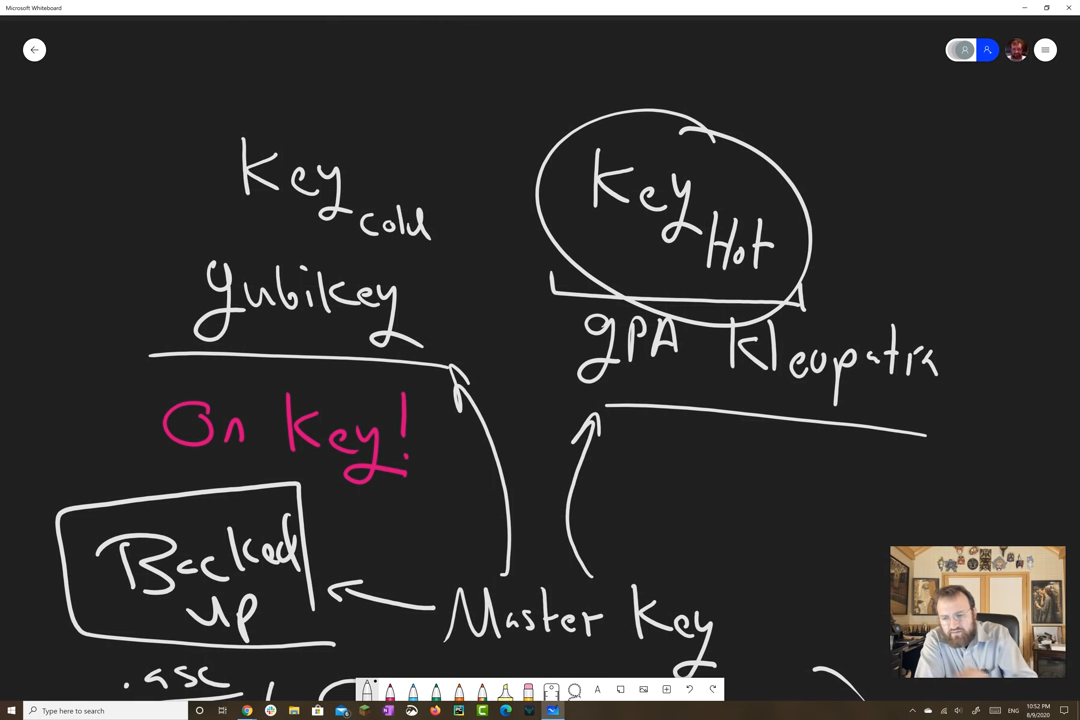 Microsoft Whiteboard
Key cold
Key Hot
yubikey
gPA Kleopatra
On Key!
Backed up
Master Key
.asc
A
Type here to search
ENG
10:52 PM
8/9/2020